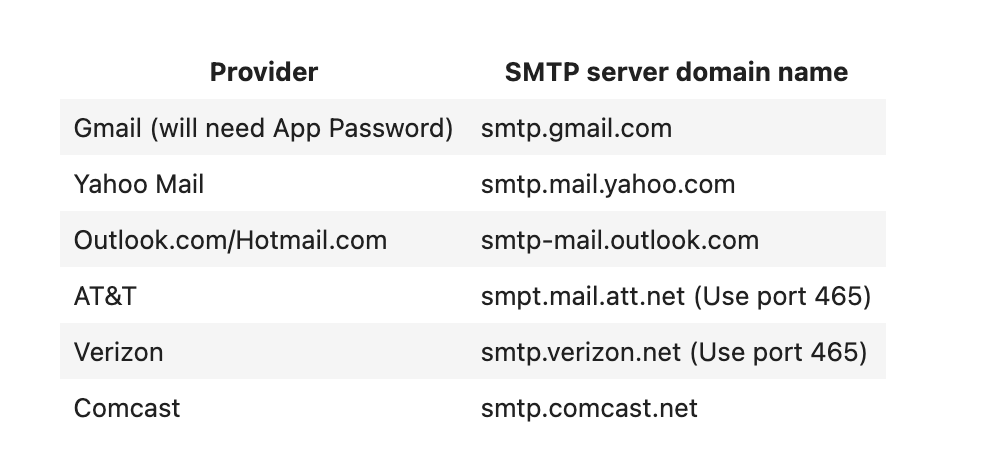 Provider SMTP server domain name
Gmail (will need App Password) smtp.gmail.com
Yahoo Mail smtp.mail.yahoo.com
Outlook.com/Hotmail.com smtp-mail.outlook.com
AT&T smpt.mail.att.net (Use port 465)
Verizon smtp.verizon.net (Use port 465)
Comcast smtp.comcast.net